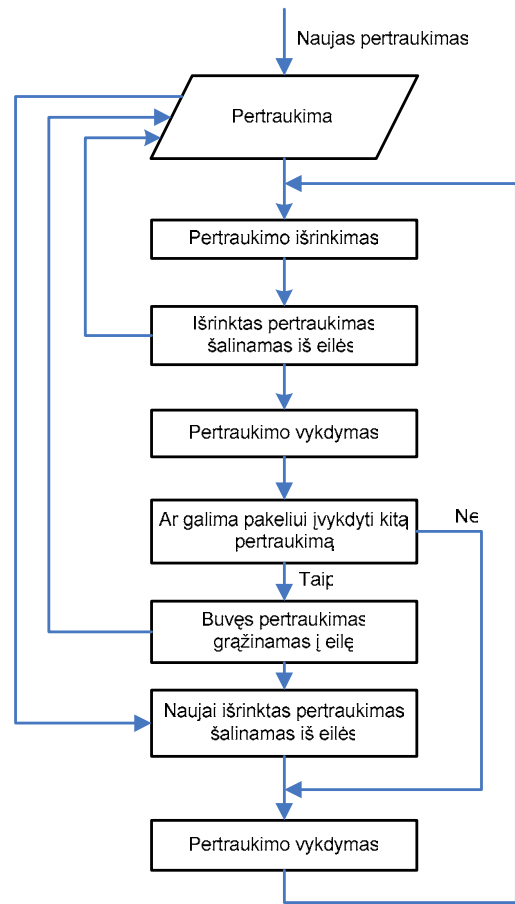 Naujas pertraukimas
Pertraukima
Pertraukimo išrinkimas
Išrinktas pertraukimas
šalinamas iš eilės
Pertraukimo vykdymas
Ar galima pakeliui įvykdyti kitą
pertraukimą
Ne
Taip
Buvęs pertraukimas
grąžinamas į eilę
Naujai išrinktas pertraukimas
šalinamas iš eilės
Pertraukimo vykdymas